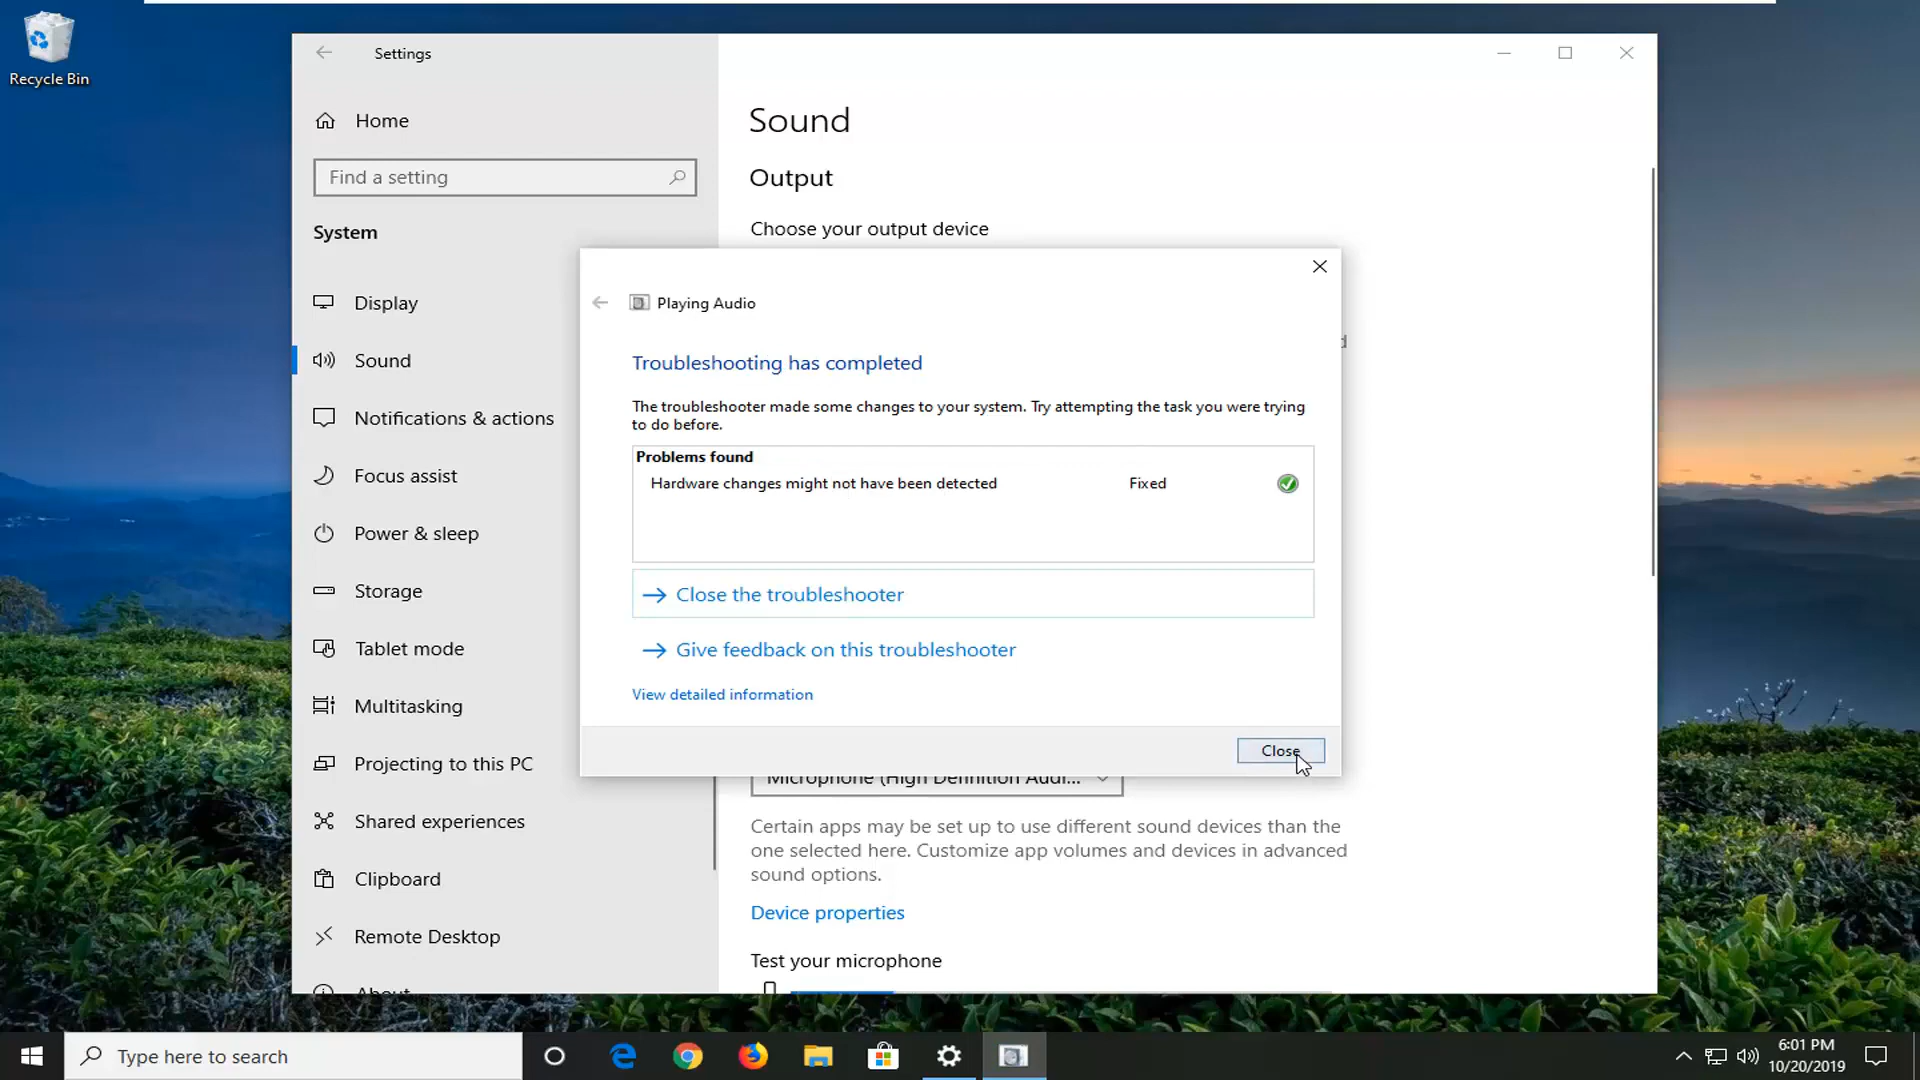 Recycle Bin
Settings
Home
Find a setting
System
Display
Sound
Notifications & actions
Focus assist
Power & sleep
Storage
Tablet mode
Multitasking
Projecting to this PC
Shared experiences
Clipboard
Remote Desktop
About
Sound
Output
Choose your output device
d
Playing Audio
Troubleshooting has completed
The troubleshooter made some changes to your system. Try attempting the task you were trying
to do before.
Problems found
Hardware changes might not have been detected Fixed
Close the troubleshooter
Give feedback on this troubleshooter
View detailed information
Close
Microphone (High Definition Audi...
Certain apps may be set up to use different sound devices than the
one selected here. Customize app volumes and devices in advanced
sound options.
Device properties
Test your microphone
Type here to search
6:01 PM
10/20/2019